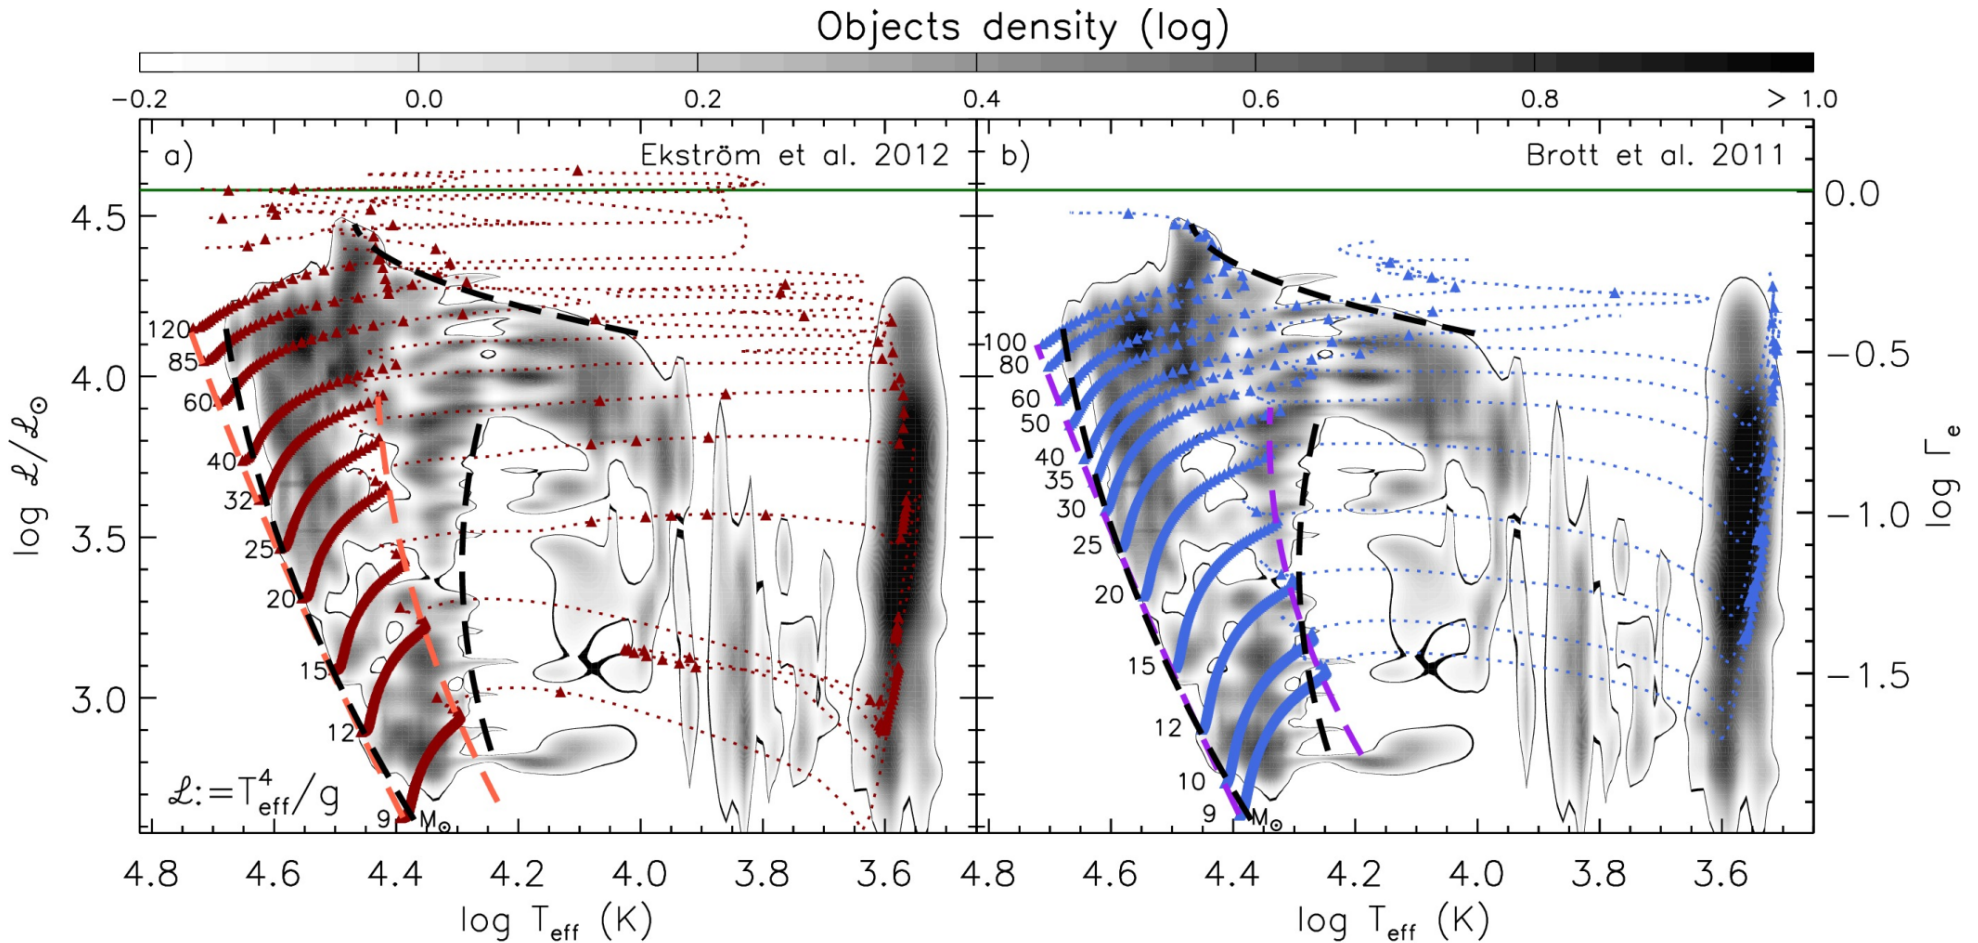 Objects density (log)
−0.2 0.0 0.2 0.4 0.6 0.8 > 1.0
a) Ekström et al. 2012
b) Brott et al. 2011
log ℒ/ℒ⊙
4.5
4.0
3.5
3.0
120
85
60
40
32
25
20
15
12
9 M⊙
ℒ:=T⁴eff/g
100
80
60
50
40
35
30
25
20
15
12
10
9 M⊙
0.0
−0.5
−1.0
−1.5
log Γe
4.8 4.6 4.4 4.2 4.0 3.8 3.6
4.8 4.6 4.4 4.2 4.0 3.8 3.6
log Teff (K)
log Teff (K)